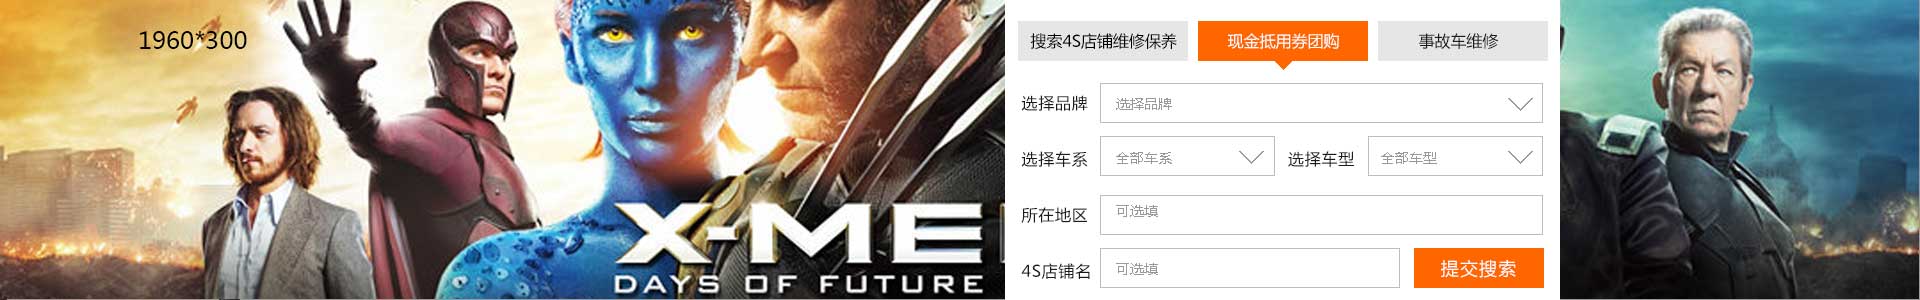 1960*300
X-ME
DAYS OF FUTURE
搜索4S店铺维修保养 现金抵用券团购 事故车维修
选择品牌 选择品牌
选择车系 全部车系 选择车型 全部车型
所在地区 可选填
4S店铺名 可选填 提交搜索